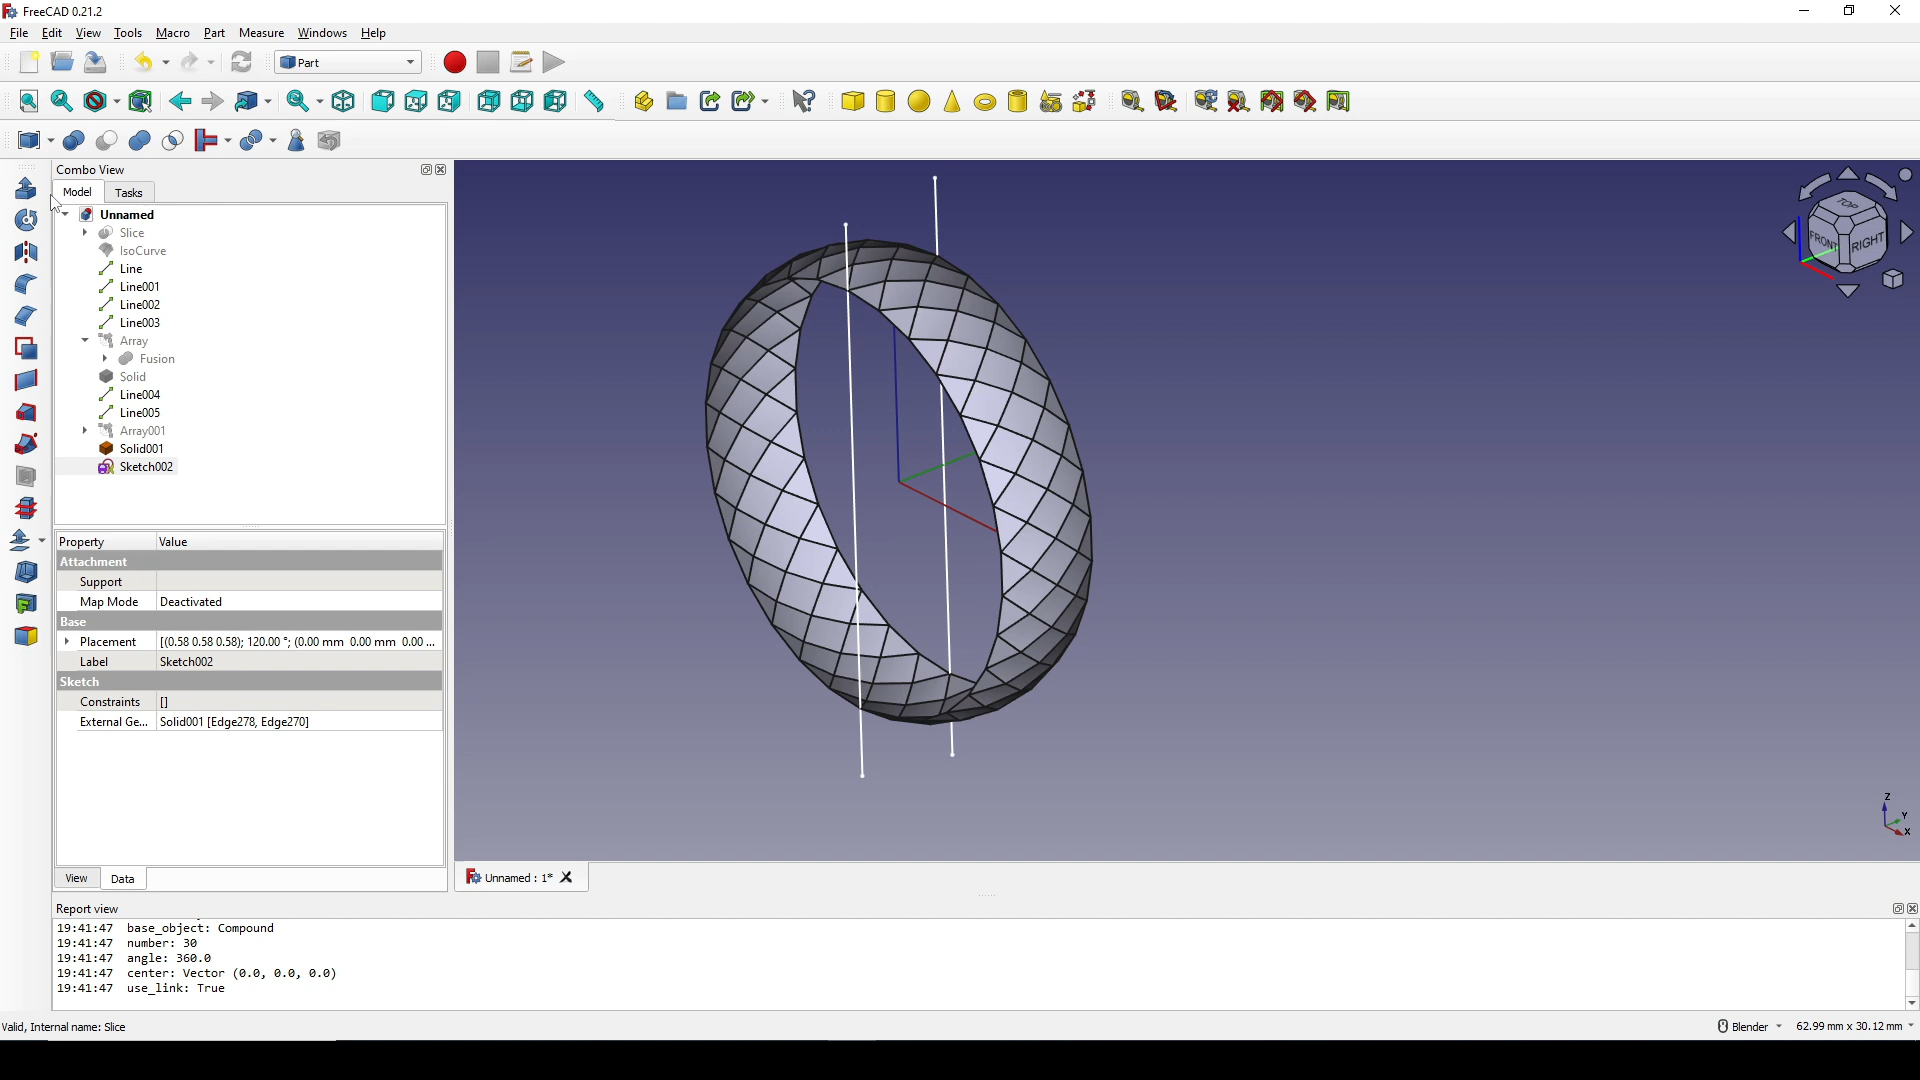 FreeCAD 0.21.2
File Edit View Tools Macro Part Measure Windows Help
Part
Combo View
Model Tasks
Unnamed
Slice
IsoCurve
Line
Line001
Line002
Line003
Array
Fusion
Solid
Line004
Line005
Array001
Solid001
Sketch002
Property Value
Attachment
Support
Map Mode Deactivated
Base
Placement [(0.58 0.58 0.58); 120.00 °; (0.00 mm 0.00 mm 0.00 ...
Label Sketch002
Sketch
Constraints []
External Ge... Solid001 [Edge278, Edge270]
View Data
TOP
FRONT RIGHT
Z
Y
X
Unnamed : 1*
Report view
19:41:47 base_object: Compound
19:41:47 number: 30
19:41:47 angle: 360.0
19:41:47 center: Vector (0.0, 0.0, 0.0)
19:41:47 use_link: True
Valid, Internal name: Slice
Blender 62.99 mm x 30.12 mm